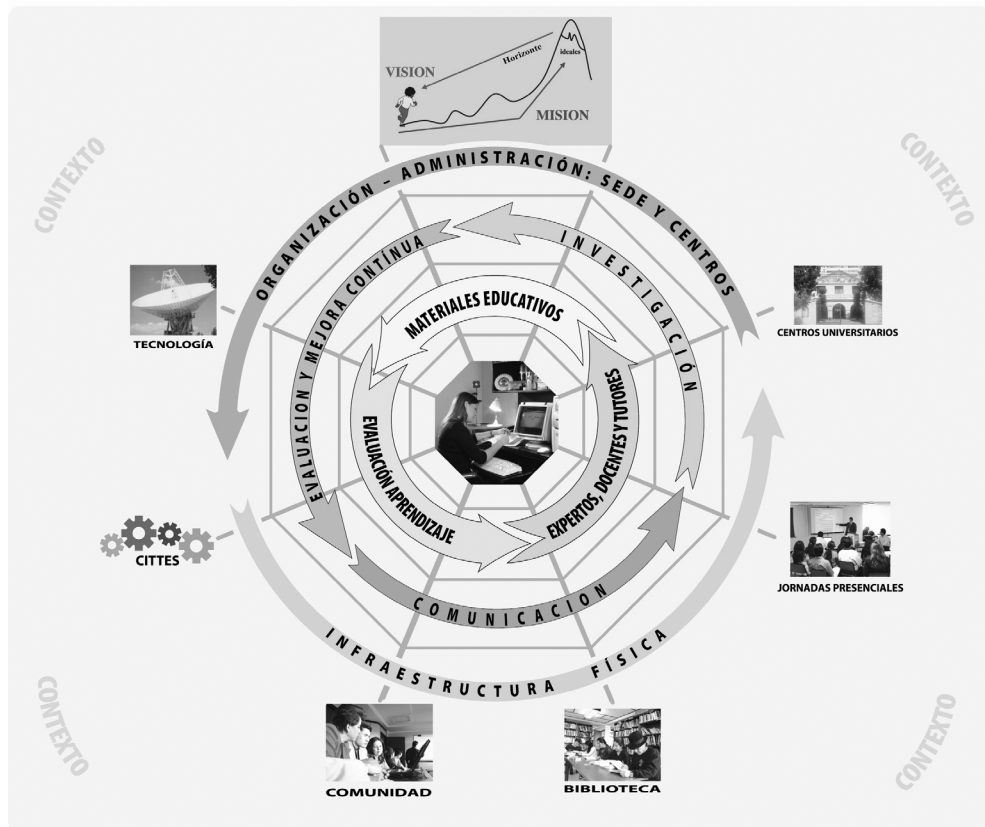 Horizonte
ideales
VISION
MISION
CONTEXTO
CONTEXTO
ORGANIZACIÓN – ADMINISTRACIÓN: SEDE Y CENTROS
INVESTIGACIÓN
EVALUACION Y MEJORA CONTÍNUA
MATERIALES EDUCATIVOS
TECNOLOGÍA
CENTROS UNIVERSITARIOS
EVALUACIÓN APRENDIZAJE
EXPERTOS, DOCENTES Y TUTORES
CITTES
JORNADAS PRESENCIALES
COMUNICACION
INFRAESTRUCTURA FÍSICA
CONTEXTO
CONTEXTO
COMUNIDAD
BIBLIOTECA